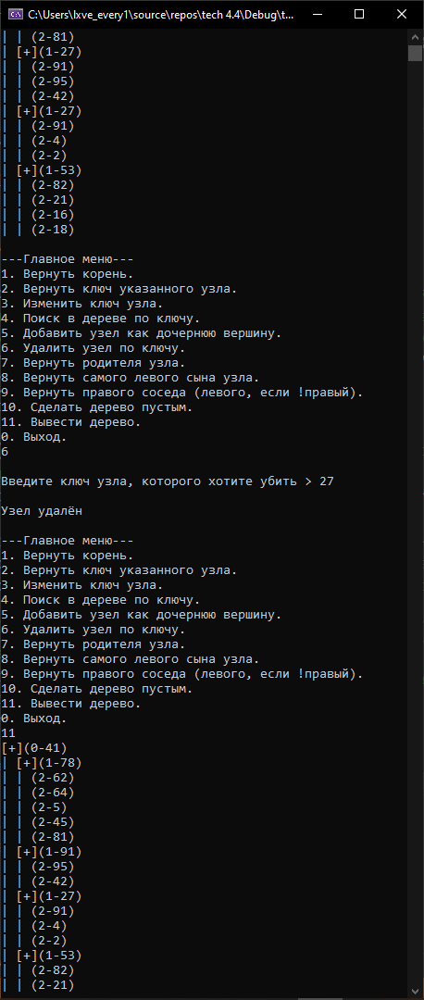 C:\Users\lxve_every1\source\repos\tech 4.4\Debug\t...
| | (2-81)
| [+](1-27)
| | (2-91)
| | (2-95)
| | (2-42)
| [+](1-27)
| | (2-91)
| | (2-4)
| | (2-2)
| [+](1-53)
| | (2-82)
| | (2-21)
| | (2-16)
| | (2-18)
---Главное меню---
1. Вернуть корень.
2. Вернуть ключ указанного узла.
3. Изменить ключ узла.
4. Поиск в дереве по ключу.
5. Добавить узел как дочернюю вершину.
6. Удалить узел по ключу.
7. Вернуть родителя узла.
8. Вернуть самого левого сына узла.
9. Вернуть правого соседа (левого, если !правый).
10. Сделать дерево пустым.
11. Вывести дерево.
0. Выход.
6
Введите ключ узла, которого хотите убить > 27
Узел удалён
---Главное меню---
1. Вернуть корень.
2. Вернуть ключ указанного узла.
3. Изменить ключ узла.
4. Поиск в дереве по ключу.
5. Добавить узел как дочернюю вершину.
6. Удалить узел по ключу.
7. Вернуть родителя узла.
8. Вернуть самого левого сына узла.
9. Вернуть правого соседа (левого, если !правый).
10. Сделать дерево пустым.
11. Вывести дерево.
0. Выход.
11
[+](0-41)
| [+](1-78)
| | (2-62)
| | (2-64)
| | (2-5)
| | (2-45)
| | (2-81)
| [+](1-91)
| | (2-95)
| | (2-42)
| [+](1-27)
| | (2-91)
| | (2-4)
| | (2-2)
| [+](1-53)
| | (2-82)
| | (2-21)